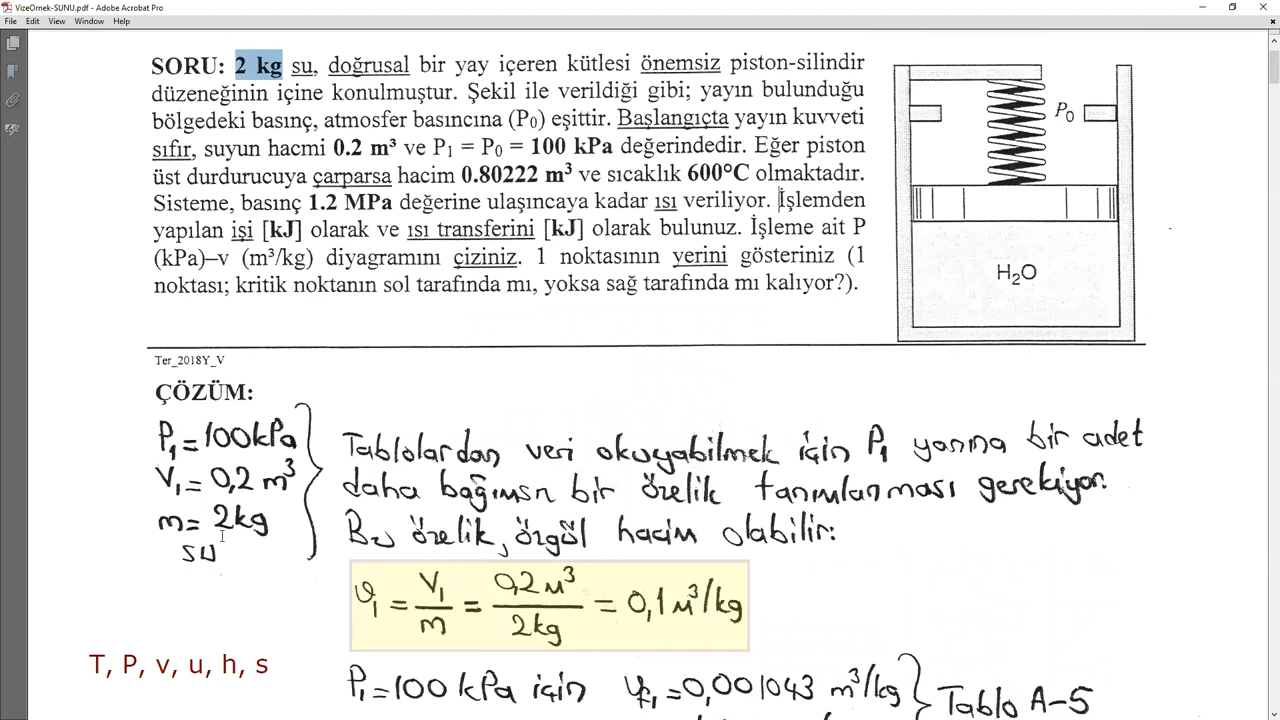 VizeOrnek-SUNU.pdf - Adobe Acrobat Pro
File Edit View Window Help
SORU: 2 kg su, doğrusal bir yay içeren kütlesi önemsiz piston-silindir
düzeneğinin içine konulmuştur. Şekil ile verildiği gibi; yayın bulunduğu
bölgedeki basınç, atmosfer basıncına (P₀) eşittir. Başlangıçta yayın kuvveti
sıfır, suyun hacmi 0.2 m³ ve P₁ = P₀ = 100 kPa değerindedir. Eğer piston
üst durdurucuya çarparsa hacim 0.80222 m³ ve sıcaklık 600°C olmaktadır.
Sisteme, basınç 1.2 MPa değerine ulaşıncaya kadar ısı veriliyor. İşlemden
yapılan işi [kJ] olarak ve ısı transferini [kJ] olarak bulunuz. İşleme ait P
(kPa)–v (m³/kg) diyagramını çiziniz. 1 noktasının yerini gösteriniz (1
noktası; kritik noktanın sol tarafında mı, yoksa sağ tarafında mı kalıyor?).
P₀
H₂O
Ter_2018Y_V
ÇÖZÜM:
P₁ = 100kPa
V₁ = 0,2 m³
m = 2kg
su
Tablolardan veri okuyabilmek için P₁ yanına bir adet
daha bağımsız bir özelik tanımlanması gerekiyor.
Bu özelik, özgül hacim olabilir:
v₁ = V₁/m = 0,2 m³/2kg = 0,1 m³/kg
T, P, v, u, h, s
P₁ = 100 kPa için vf₁ = 0,001043 m³/kg } Tablo A-5